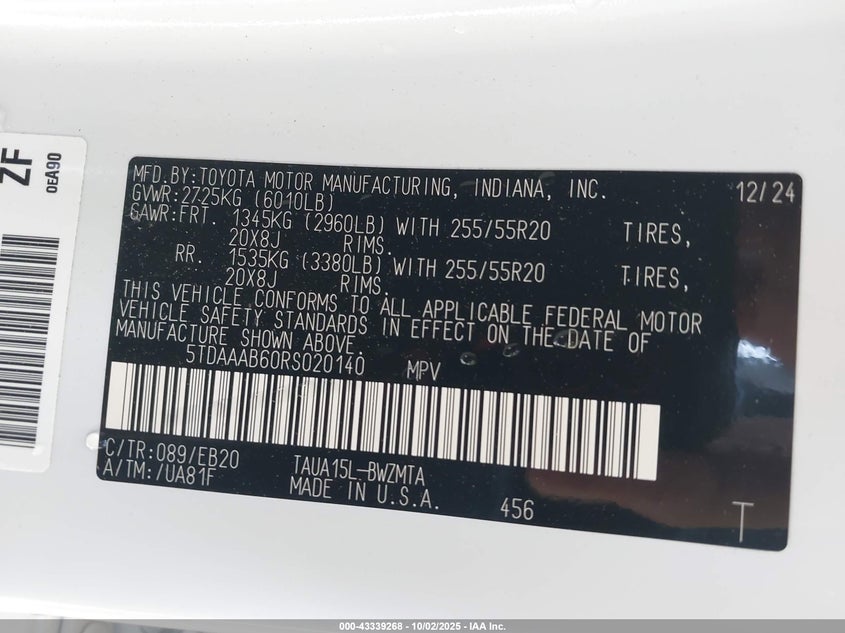 ZF
0EA90
MFD.BY:TOYOTA MOTOR MANUFACTURING, INDIANA, INC. 12/24
GVWR:2725KG (6010LB)
GAWR:FRT. 1345KG (2960LB) WITH 255/55R20 TIRES,
20X8J RIMS.
RR. 1535KG (3380LB) WITH 255/55R20 TIRES,
20X8J RIMS.
THIS VEHICLE CONFORMS TO ALL APPLICABLE FEDERAL MOTOR
VEHICLE SAFETY STANDARDS IN EFFECT ON THE DATE OF
MANUFACTURE SHOWN ABOVE.
5TDAAAB60RS020140 MPV
C/TR:089/EB20 TAUA15L-BWZMTA
A/TM:/UA81F MADE IN U.S.A. 456 T
000-43339268 - 10/02/2025 - IAA Inc.